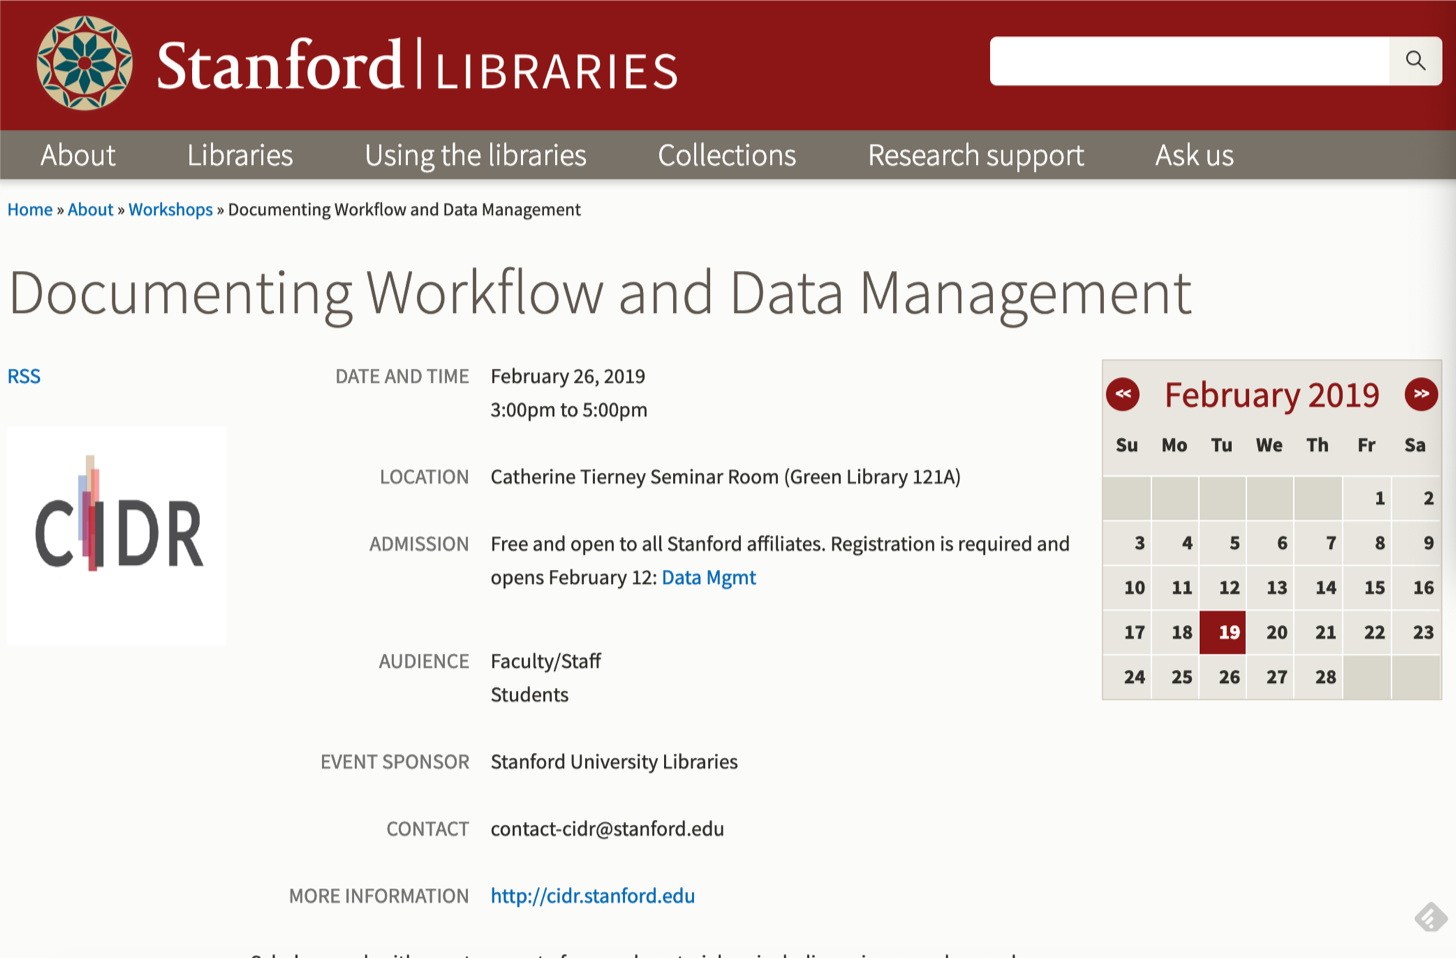 Stanford | LIBRARIES
About Libraries Using the libraries Collections Research support Ask us
Home » About » Workshops » Documenting Workflow and Data Management
Documenting Workflow and Data Management
RSS
CIDR
DATE AND TIME February 26, 2019
3:00pm to 5:00pm
LOCATION Catherine Tierney Seminar Room (Green Library 121A)
ADMISSION Free and open to all Stanford affiliates. Registration is required and
opens February 12: Data Mgmt
AUDIENCE Faculty/Staff
Students
EVENT SPONSOR Stanford University Libraries
CONTACT contact-cidr@stanford.edu
MORE INFORMATION http://cidr.stanford.edu
« February 2019 »
Su Mo Tu We Th Fr Sa
1 2
3 4 5 6 7 8 9
10 11 12 13 14 15 16
17 18 19 20 21 22 23
24 25 26 27 28